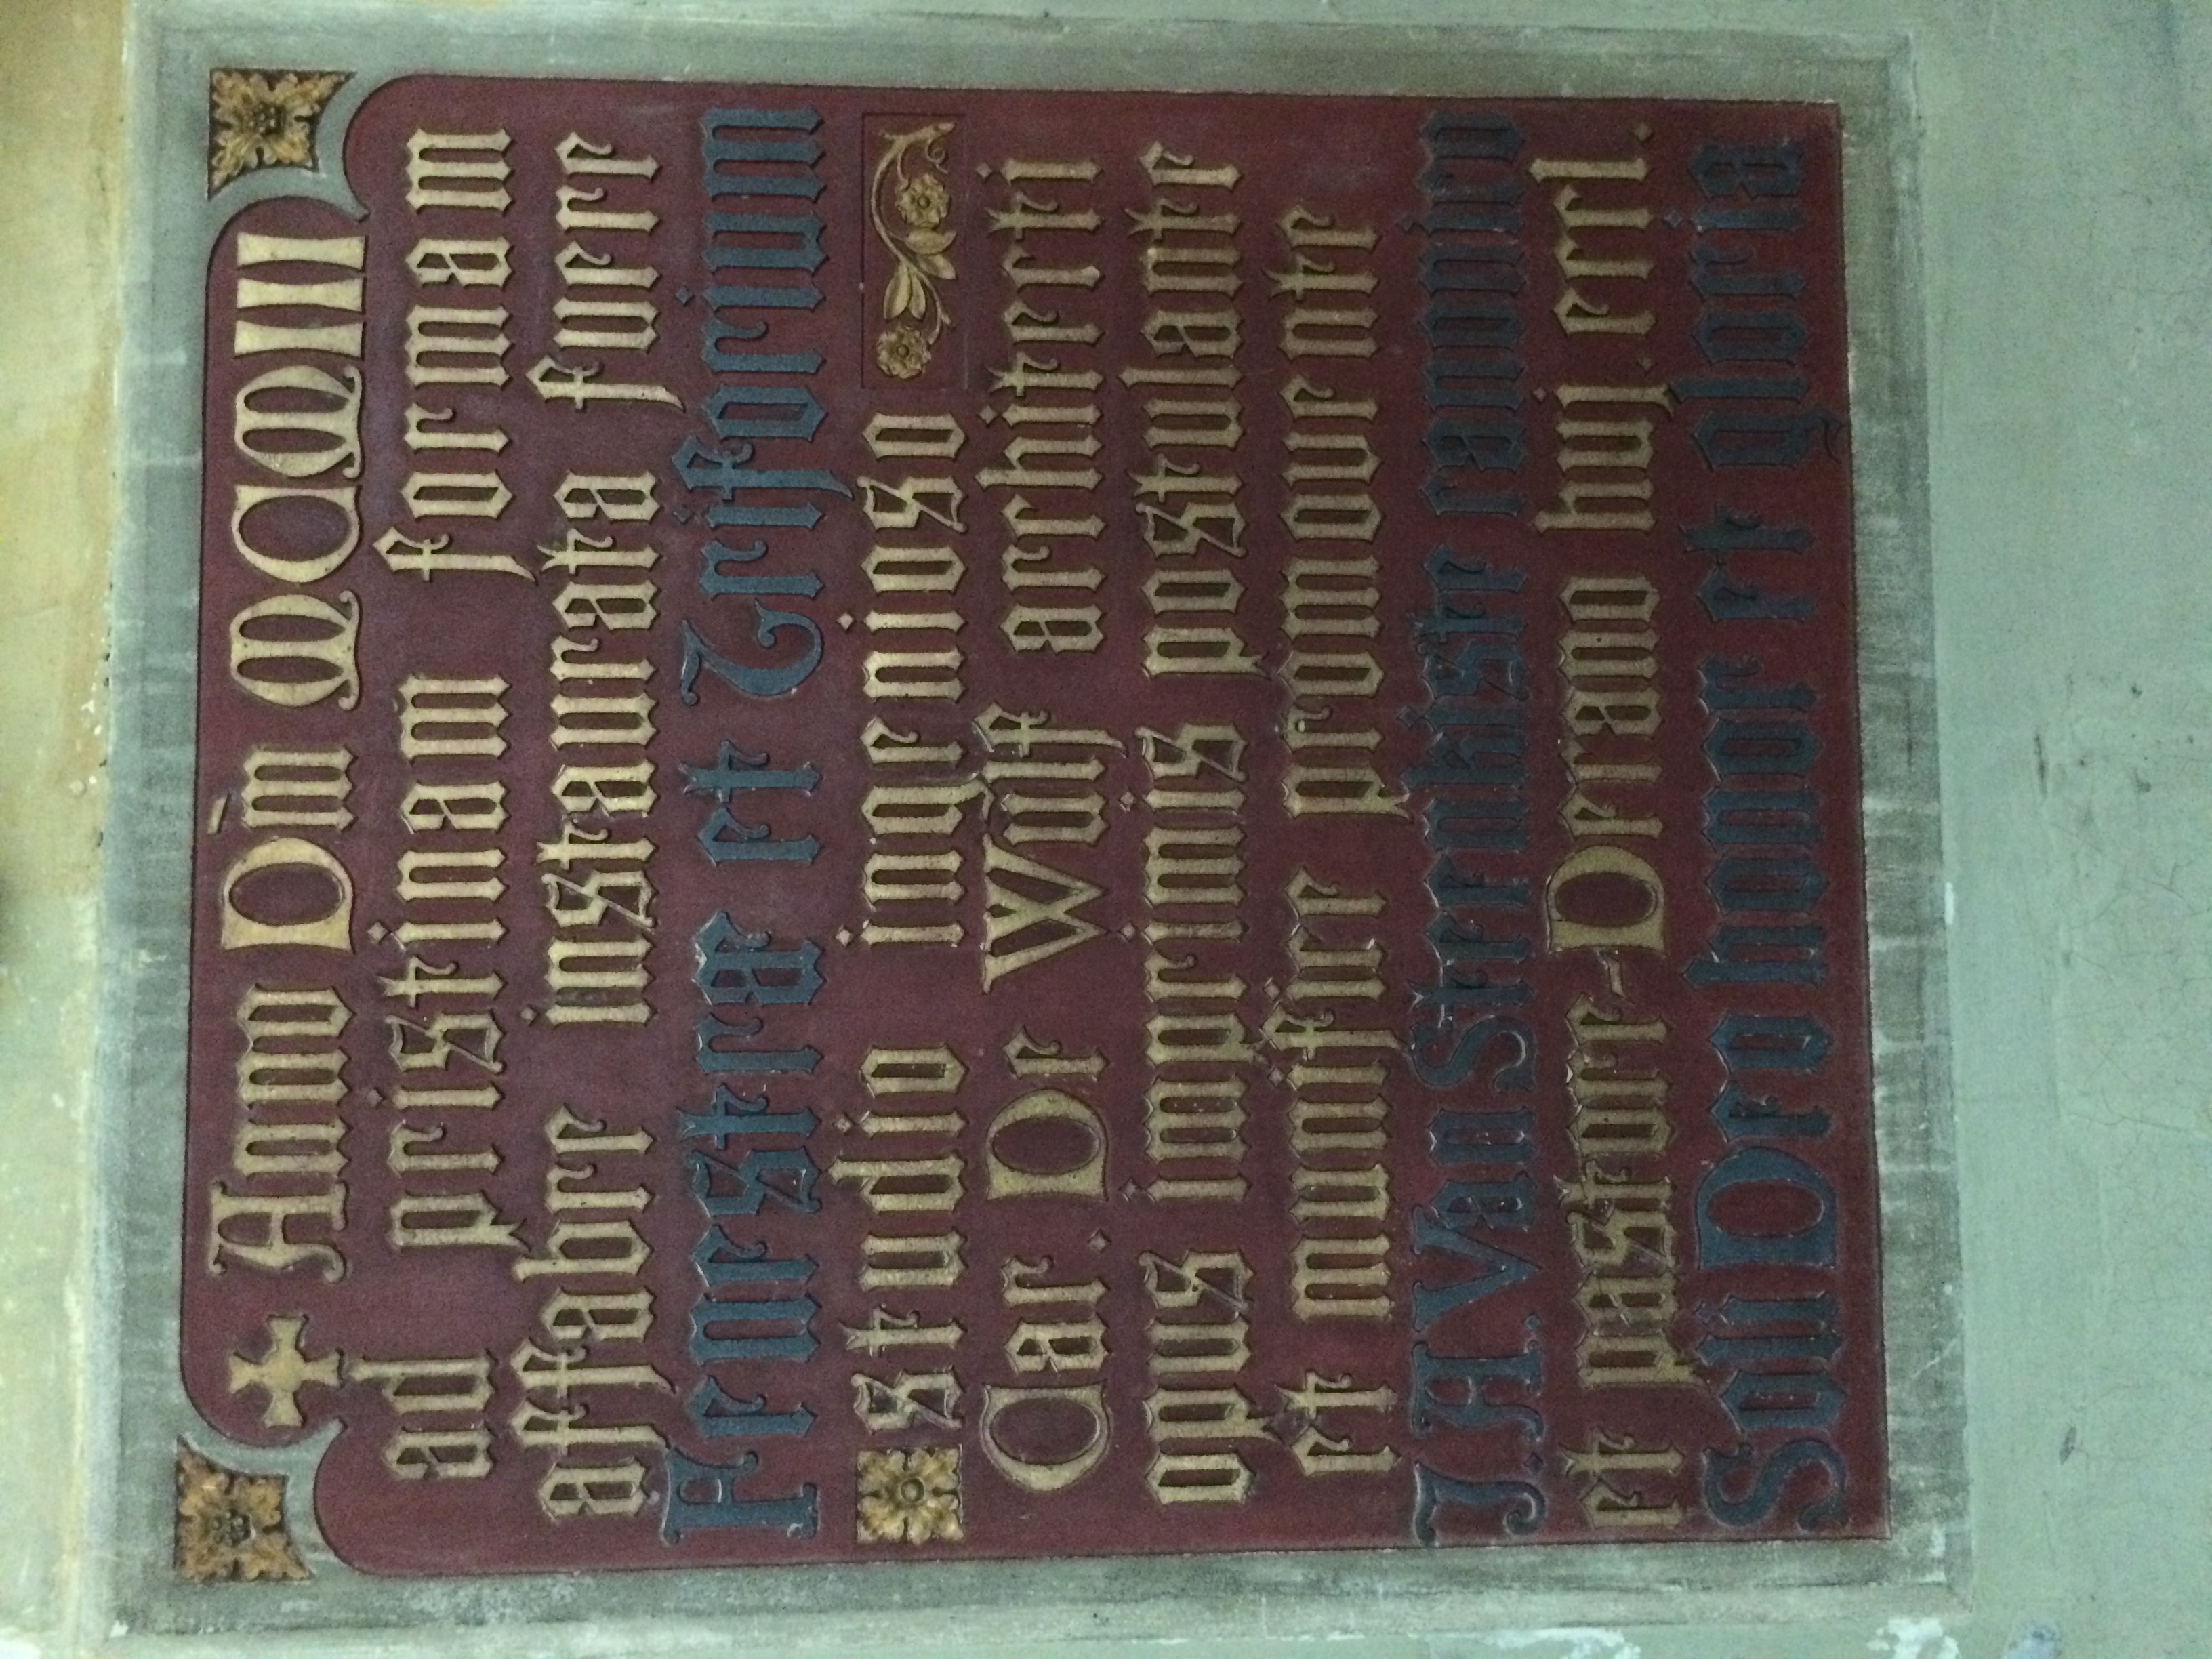 ✠ Anno Dm̄ MCMIII
ad pristinam formam
affabre instaurata fuere
Fenestræ et Triforium
studio ingenioso
Car. De Wulf architecti
opus imprimis postulante
et munifice promovente
J. A. Van Steenkiste canonico
et pastore-Decano huj. eccl.
Soli Deo honor et gloria